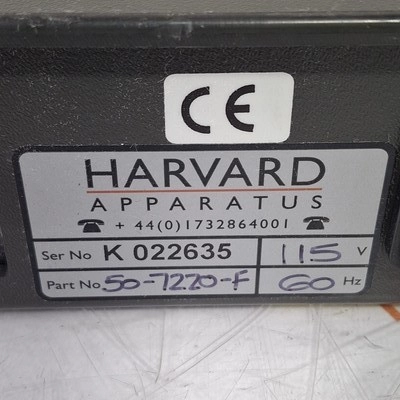 CE
HARVARD
APPARATUS
☎ + 44(0)1732864001 ☎
Ser No K 022635 115 V
Part No 50-7220-F 60 Hz